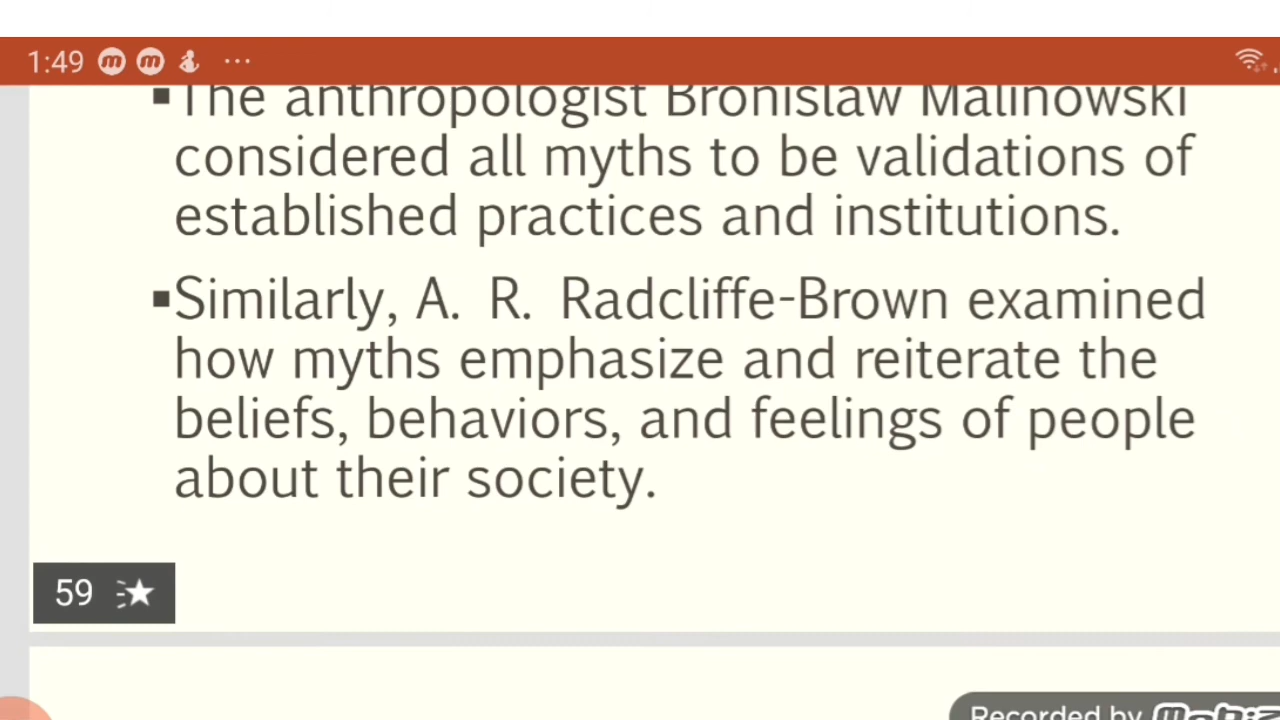 1:49
▪The anthropologist Bronislaw Malinowski
considered all myths to be validations of
established practices and institutions.
▪Similarly, A. R. Radcliffe-Brown examined
how myths emphasize and reiterate the
beliefs, behaviors, and feelings of people
about their society.
59
Recorded by